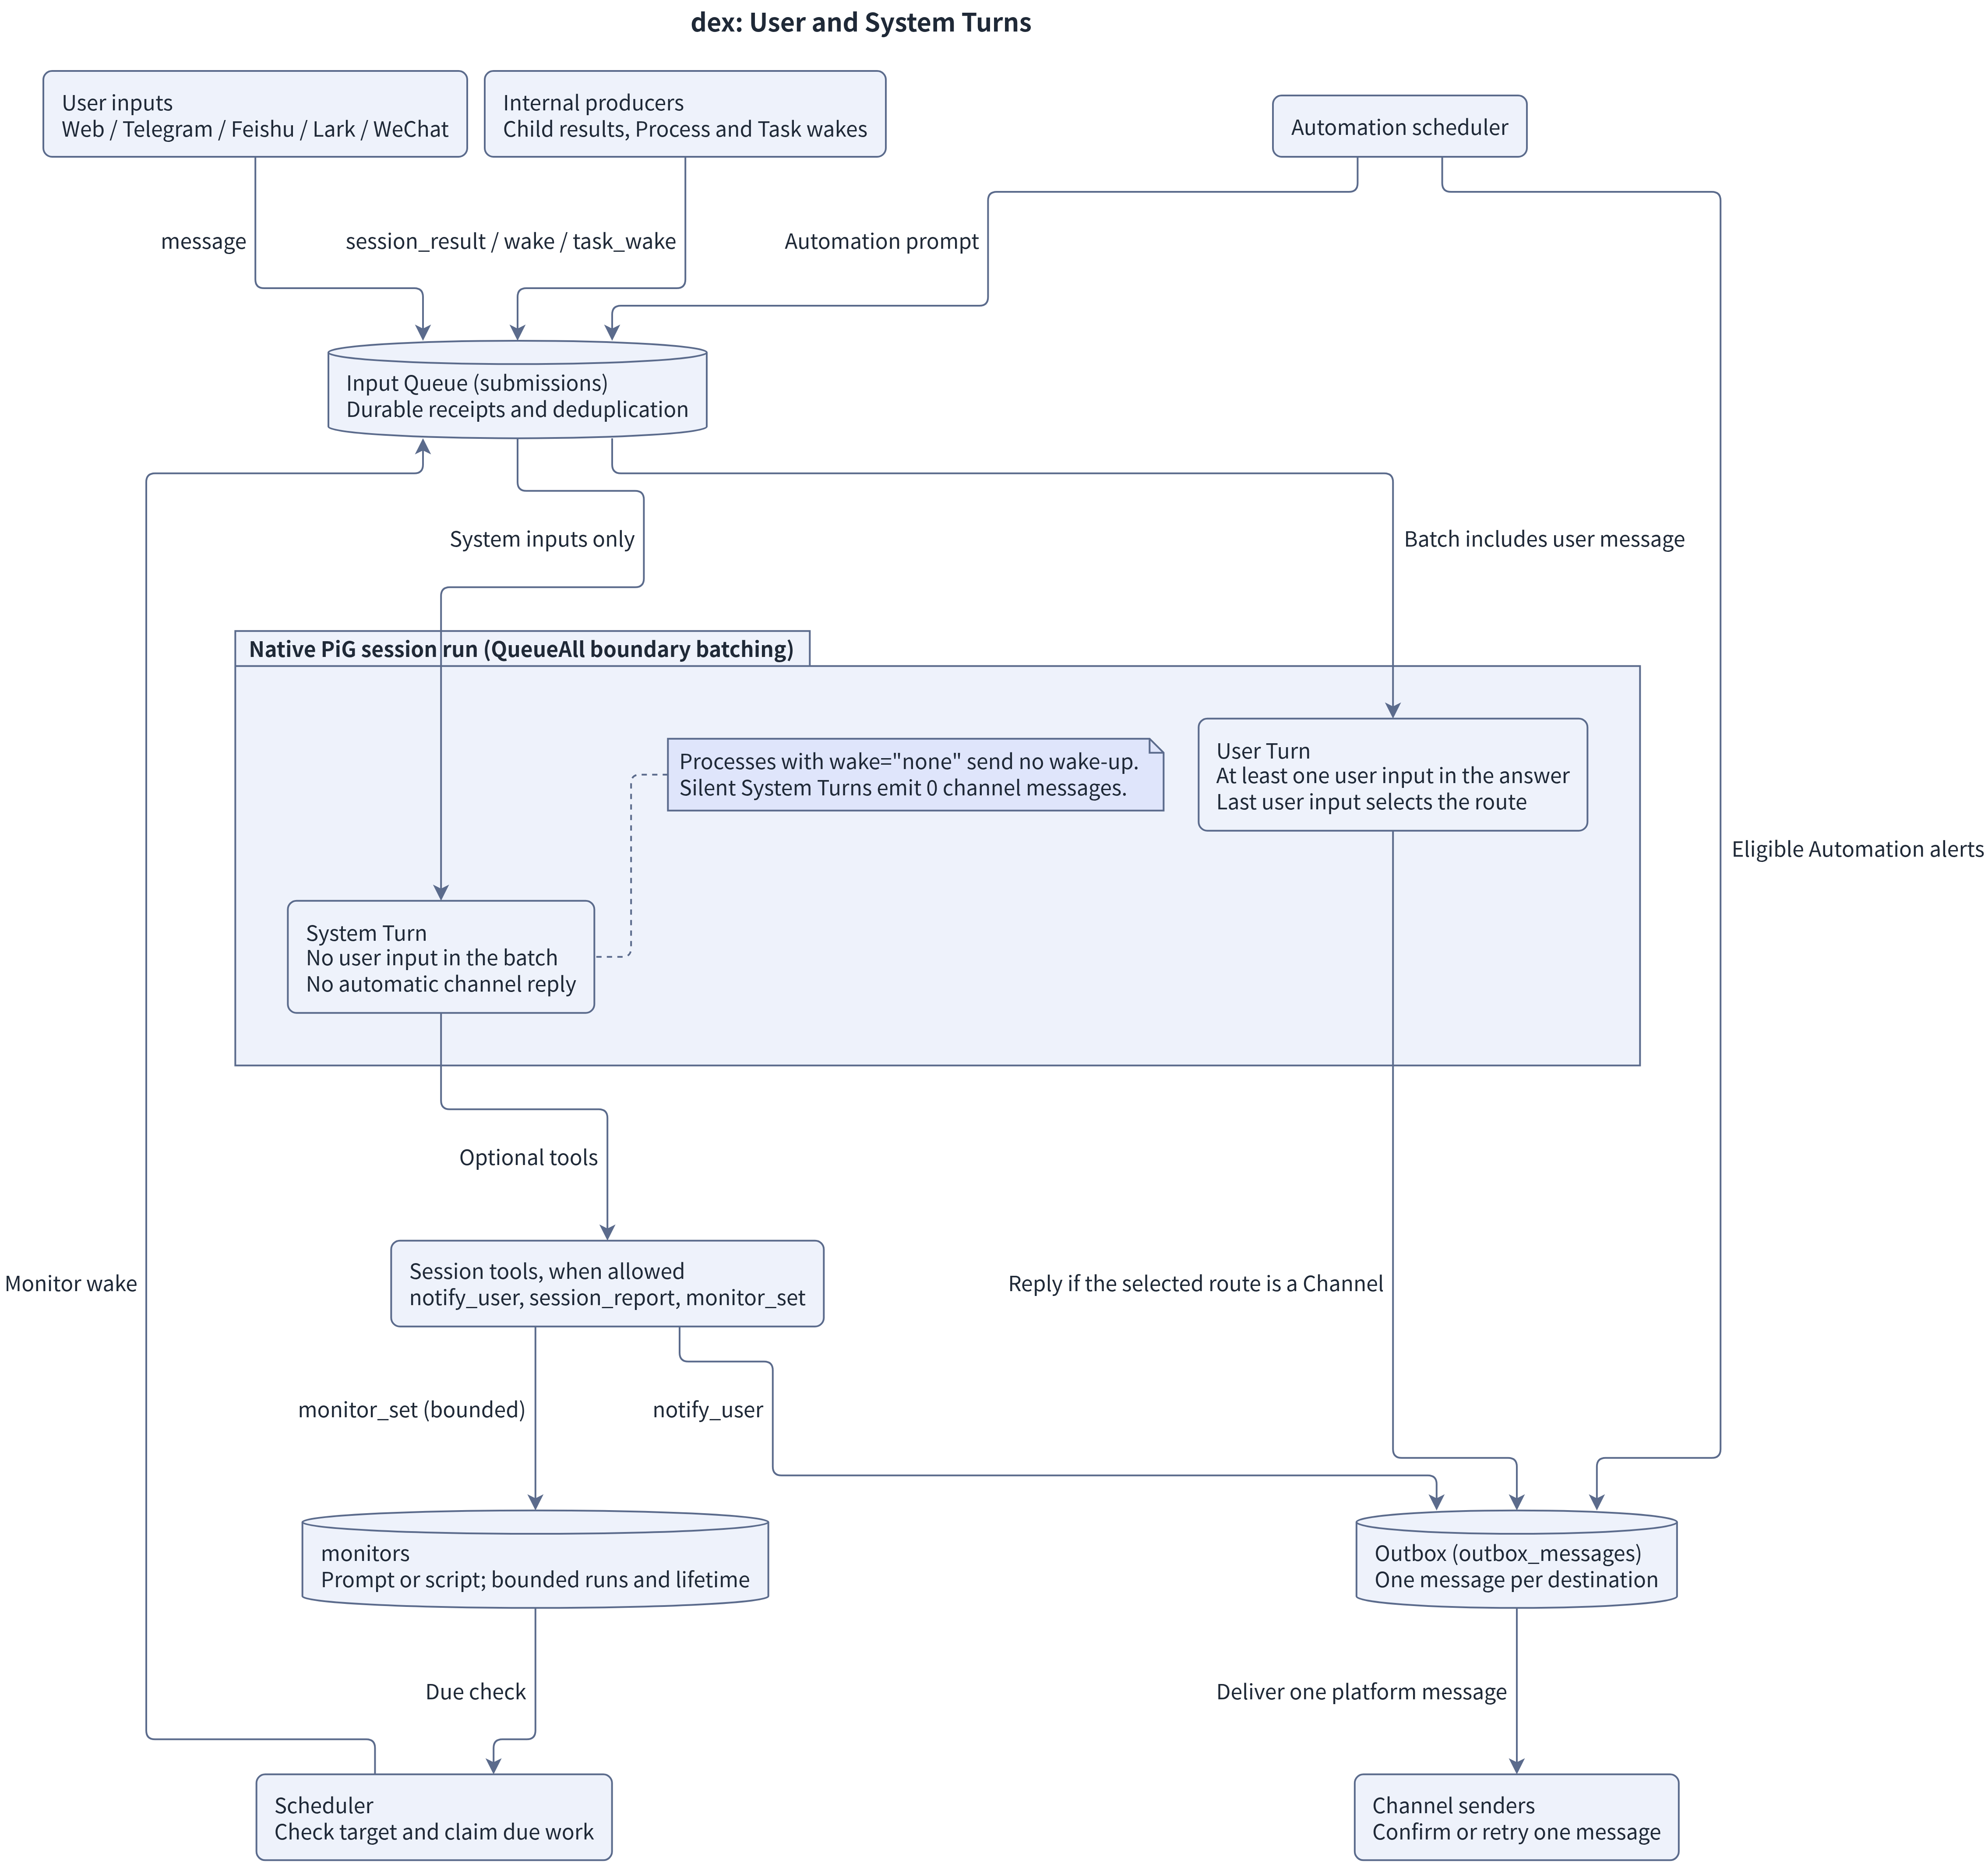 dex: User and System Turns
User inputs
Web / Telegram / Feishu / Lark / WeChat
Internal producers
Child results, Process and Task wakes
Automation scheduler
message
session_result / wake / task_wake
Automation prompt
Input Queue (submissions)
Durable receipts and deduplication
System inputs only
Batch includes user message
Native PiG session run (QueueAll boundary batching)
Processes with wake="none" send no wake-up.
Silent System Turns emit 0 channel messages.
User Turn
At least one user input in the answer
Last user input selects the route
Eligible Automation alerts
System Turn
No user input in the batch
No automatic channel reply
Optional tools
Monitor wake
Session tools, when allowed
notify_user, session_report, monitor_set
Reply if the selected route is a Channel
monitor_set (bounded)
notify_user
monitors
Prompt or script; bounded runs and lifetime
Outbox (outbox_messages)
One message per destination
Due check
Deliver one platform message
Scheduler
Check target and claim due work
Channel senders
Confirm or retry one message